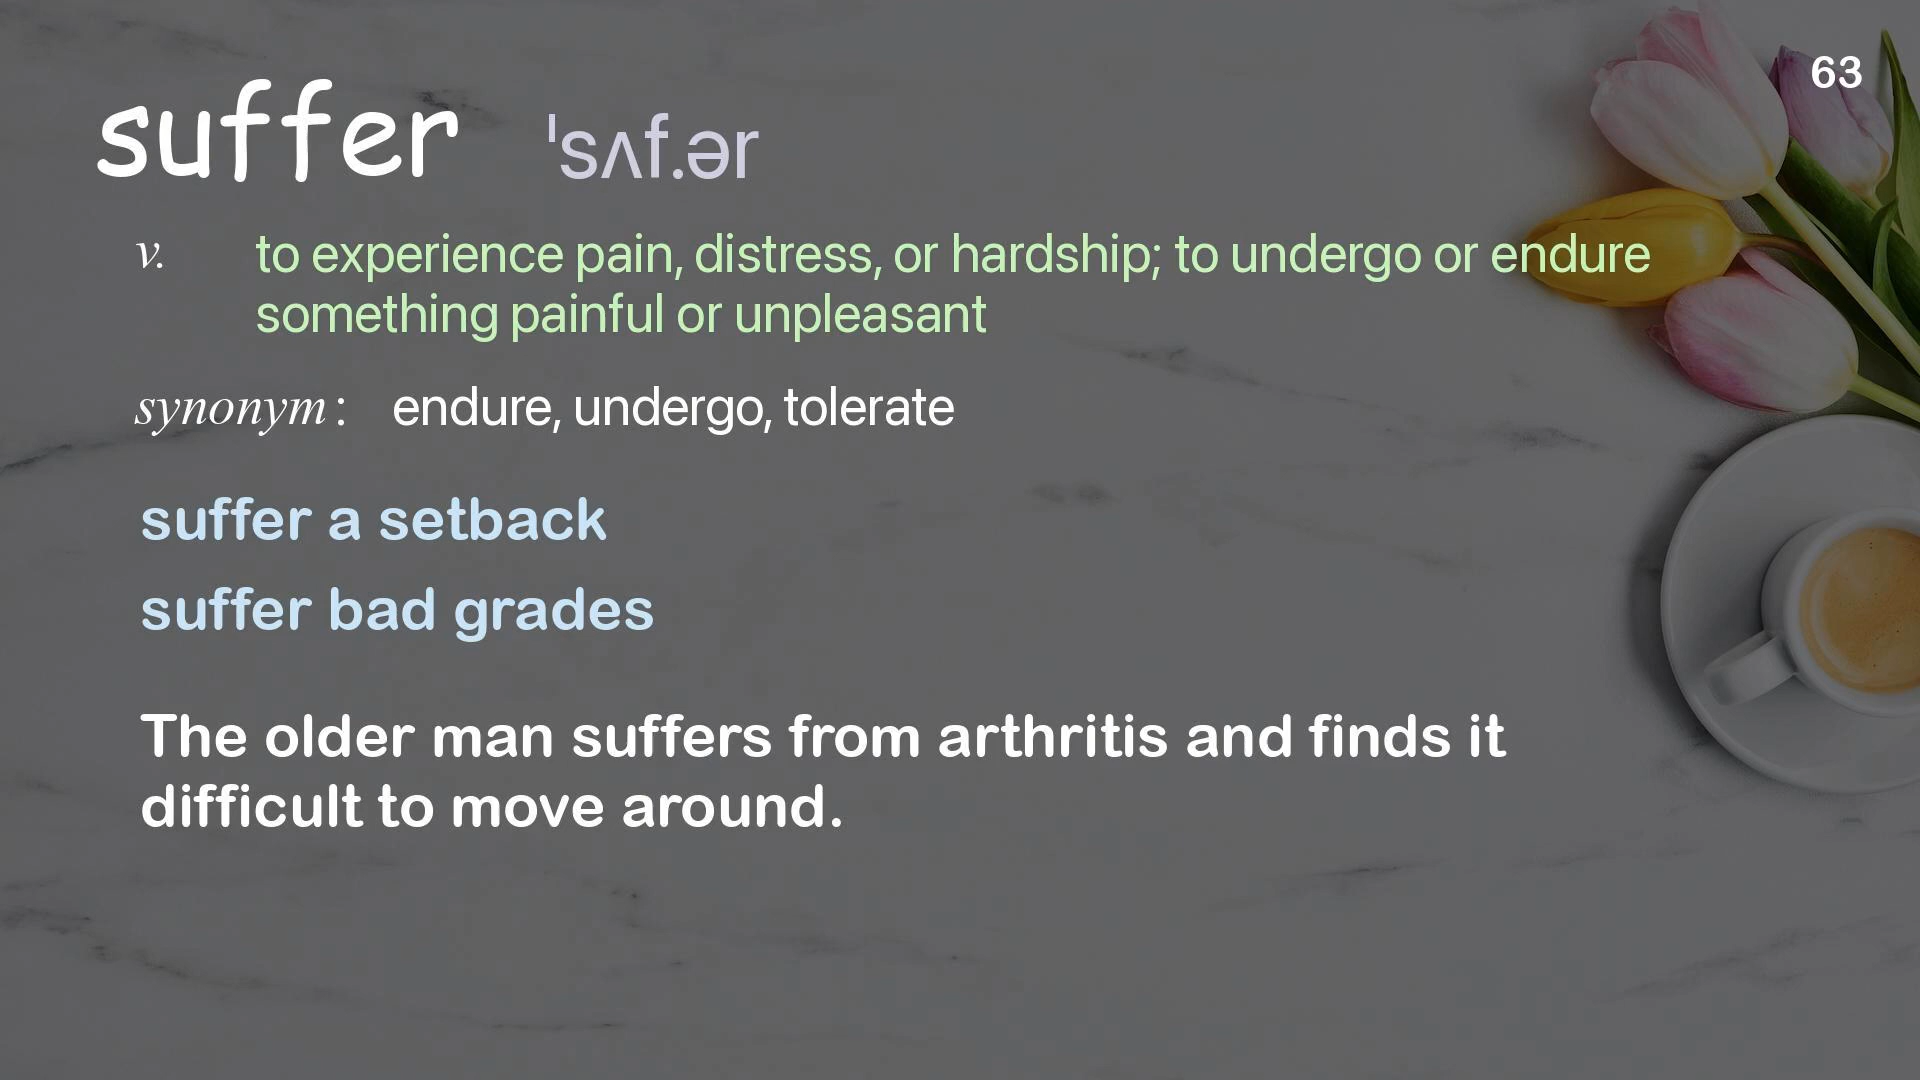 63
suffer ˈsʌf.ər
v. to experience pain, distress, or hardship; to undergo or endure
something painful or unpleasant
synonym : endure, undergo, tolerate
suffer a setback
suffer bad grades
The older man suffers from arthritis and finds it
difficult to move around.